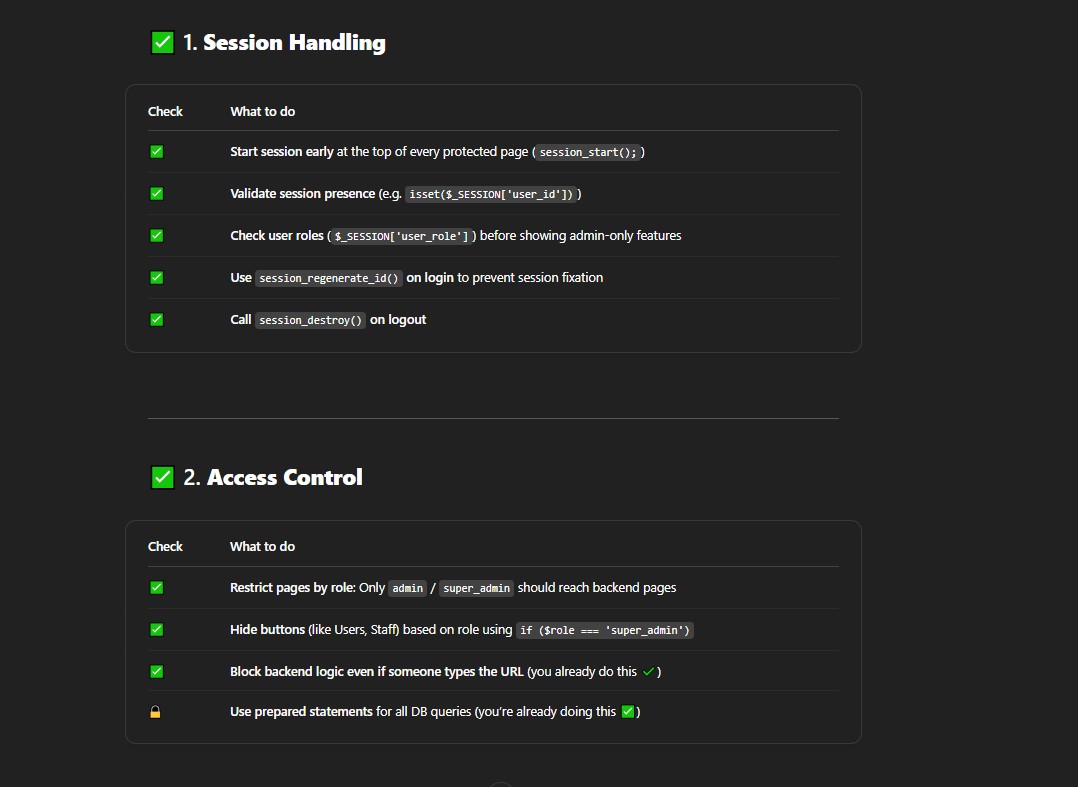 ✅ 1. Session Handling
Check What to do
✅ Start session early at the top of every protected page (session_start();)
✅ Validate session presence (e.g. isset($_SESSION['user_id']))
✅ Check user roles ($_SESSION['user_role']) before showing admin-only features
✅ Use session_regenerate_id() on login to prevent session fixation
✅ Call session_destroy() on logout
✅ 2. Access Control
Check What to do
✅ Restrict pages by role: Only admin / super_admin should reach backend pages
✅ Hide buttons (like Users, Staff) based on role using if ($role === 'super_admin')
✅ Block backend logic even if someone types the URL (you already do this ✓)
🔒 Use prepared statements for all DB queries (you’re already doing this ✅)